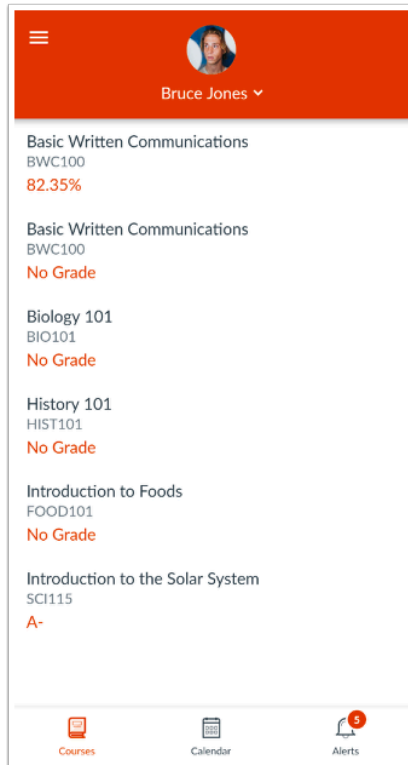 Bruce Jones
Basic Written Communications
BWC100
82.35%
Basic Written Communications
BWC100
No Grade
Biology 101
BIO101
No Grade
History 101
HIST101
No Grade
Introduction to Foods
FOOD101
No Grade
Introduction to the Solar System
SCI115
A-
5
Courses
Calendar
Alerts